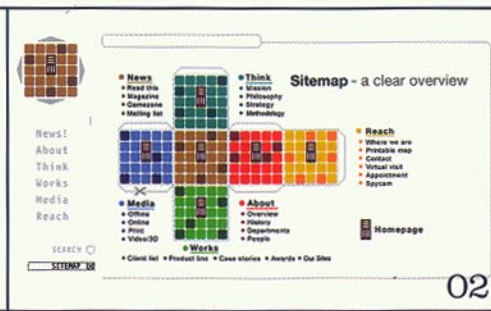 News
Read this
Magazine
Gamezone
Mailing list
Think
Mission
Philosophy
Strategy
Methodology
Sitemap - a clear overview
Reach
Where we are
Printable map
Contact
Virtual visit
Appointment
Spycam
News!
About
Think
Works
Media
Reach
Media
Offline
Online
Print
Video/3D
About
Overview
History
Departments
People
Homepage
Works
Client list • Product line • Case stories • Awards • Our Sites
SEARCH
SITEMAP
02